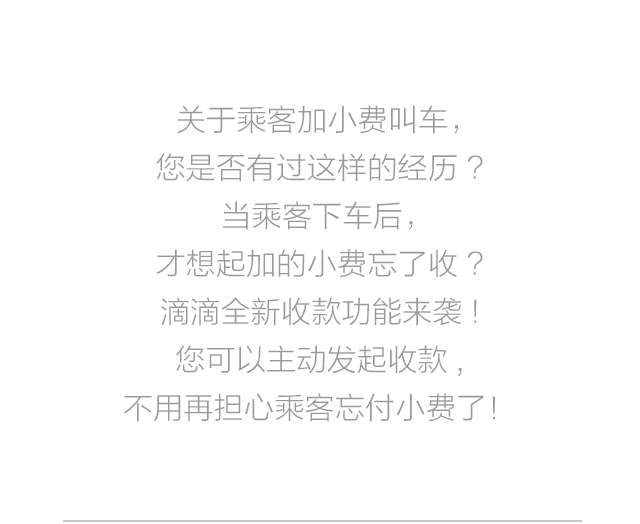 关于乘客加小费叫车，
您是否有过这样的经历？
当乘客下车后，
才想起加的小费忘了收？
滴滴全新收款功能来袭！
您可以主动发起收款，
不用再担心乘客忘付小费了！